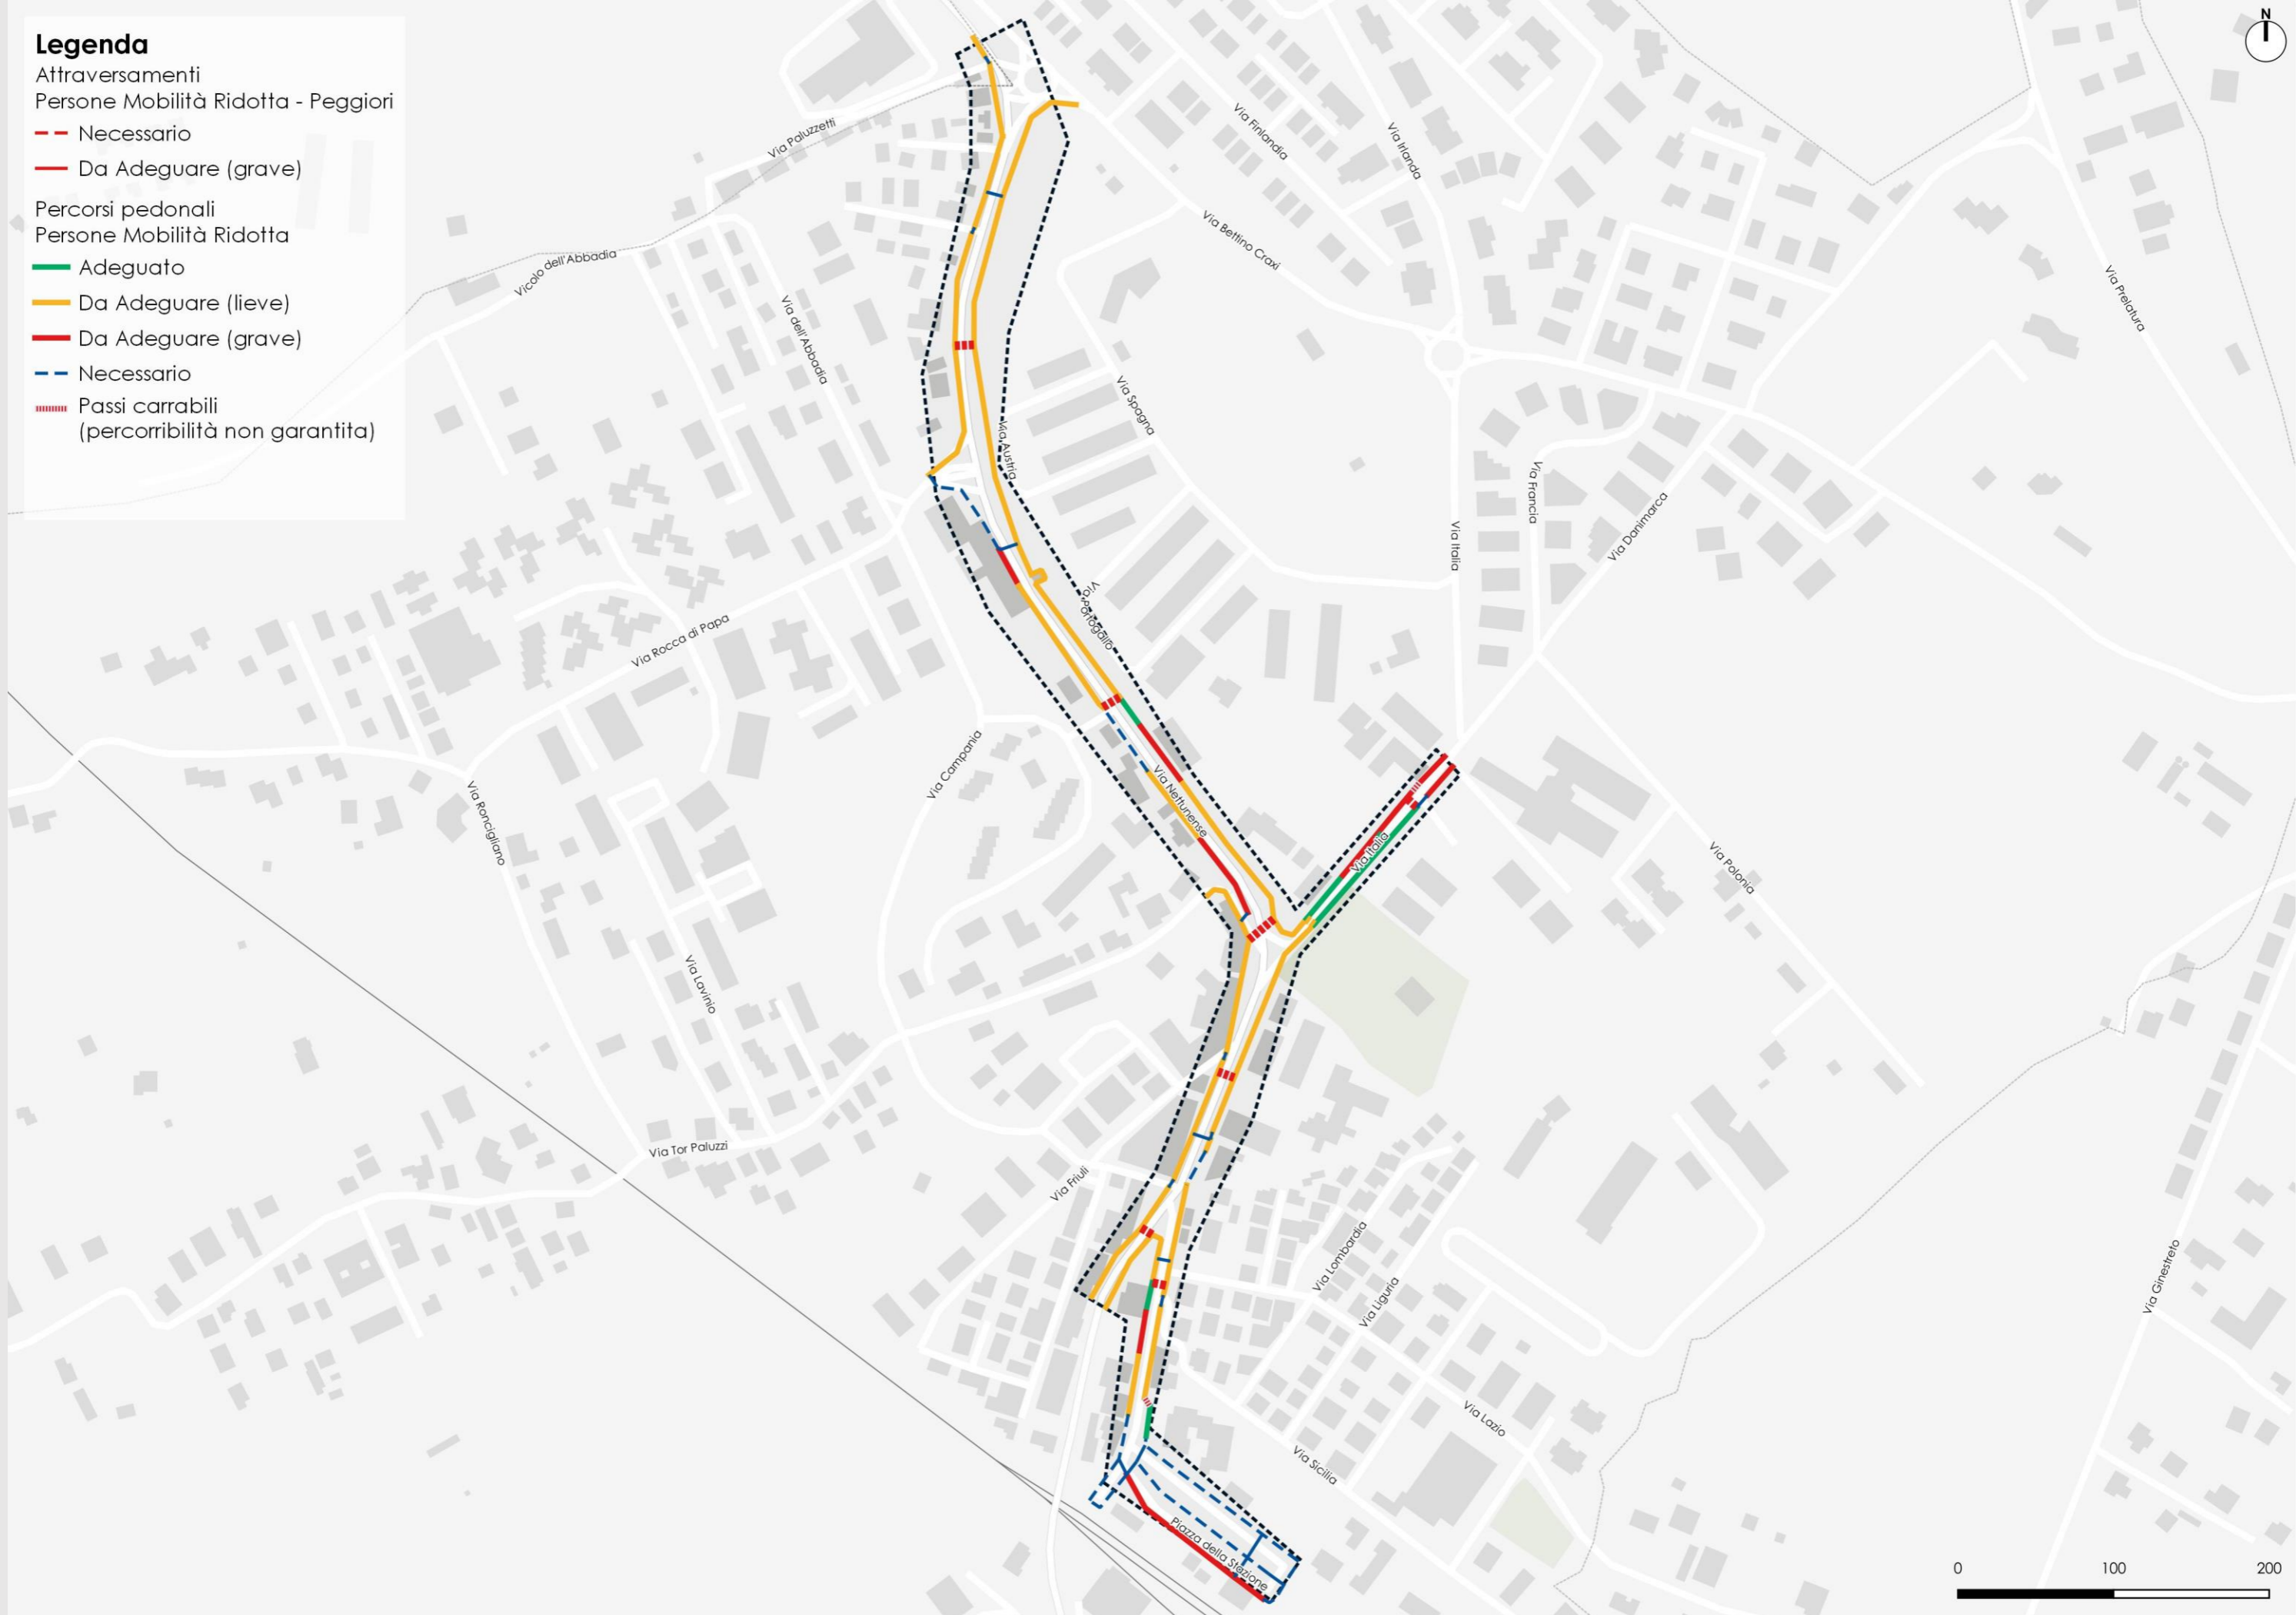 Legenda
Attraversamenti
Persone Mobilità Ridotta - Peggiori
Necessario
Da Adeguare (grave)
Percorsi pedonali
Persone Mobilità Ridotta
Adeguato
Da Adeguare (lieve)
Da Adeguare (grave)
Necessario
Passi carrabili
(percorribilità non garantita)
N
Via Paluzzetti
Via Finlandia
Via Irlanda
Via Bettino Craxi
Vicolo dell'Abbadia
Via Prelatura
Via dell'Abbadia
Via Spagna
Via Austria
Via Francia
Via Italia
Via Danimarca
Via Portogallo
Via Rocca di Papa
Via Campania
Via Nettunense
Via Roncigliano
Via Italia
Via Polonia
Via Lavinio
Via Tor Paluzzi
Via Friuli
Via Lombardia
Via Liguria
Via Ginestreto
Via Lazio
Via Sicilia
Piazza della Stazione
0 100 200